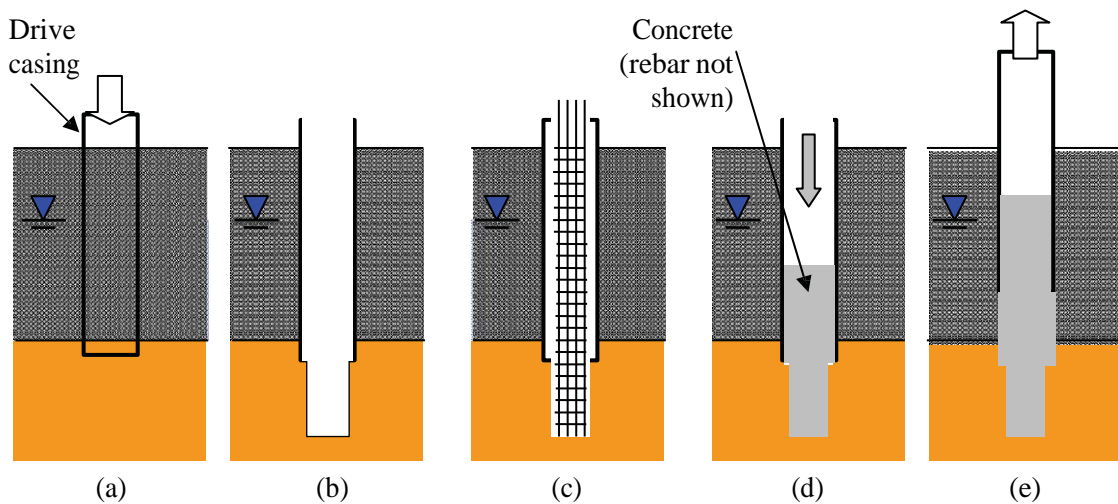 Drive
casing
Concrete
(rebar not
shown)
(a)
(b)
(c)
(d)
(e)